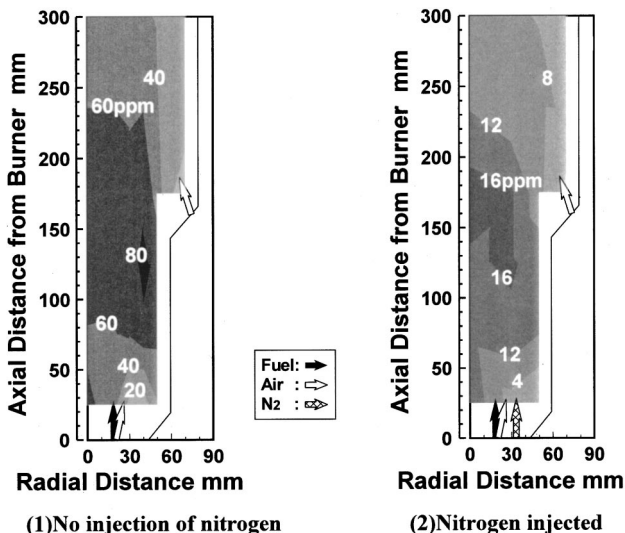 Axial Distance from Burner mm
300
250
200
150
100
50
0
40
60ppm
80
60
40
20
0 30 60 90
Radial Distance mm
(1)No injection of nitrogen
Fuel:
Air :
N2 :
Axial Distance from Burner mm
300
250
200
150
100
50
0
8
12
16ppm
16
12
4
0 30 60 90
Radial Distance mm
(2)Nitrogen injected